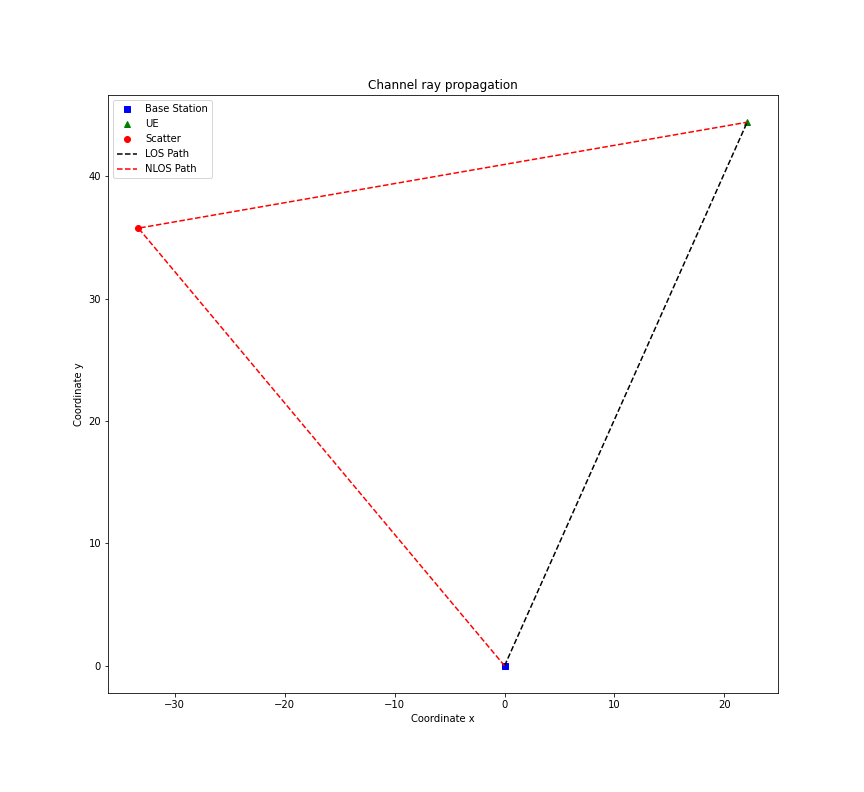 Channel ray propagation
Base Station
UE
Scatter
LOS Path
NLOS Path
40
30
20
10
0
Coordinate y
−30
−20
−10
0
10
20
Coordinate x